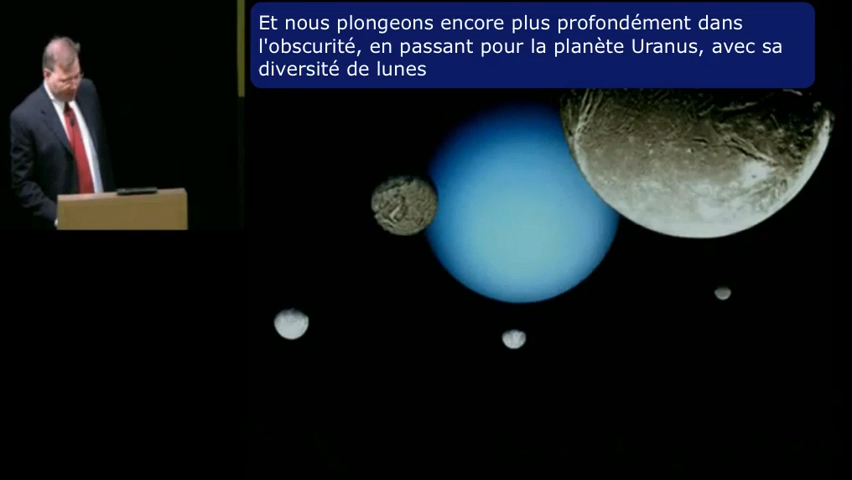 Et nous plongeons encore plus profondément dans
l'obscurité, en passant pour la planète Uranus, avec sa
diversité de lunes